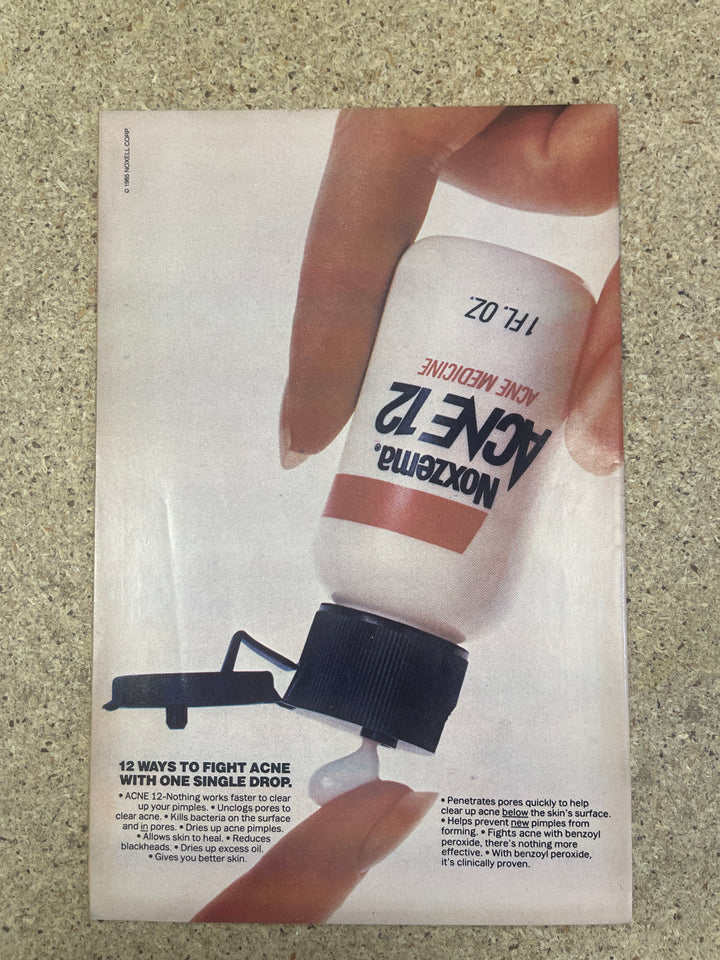 © 1985 NOXELL CORP.
1 FL. OZ.
ACNE MEDICINE
ACNE 12
Noxzema®
12 WAYS TO FIGHT ACNE
WITH ONE SINGLE DROP.
• ACNE 12-Nothing works faster to clear
up your pimples. • Unclogs pores to
clear acne. • Kills bacteria on the surface
and in pores. • Dries up acne pimples.
• Allows skin to heal. • Reduces
blackheads. • Dries up excess oil.
• Gives you better skin.
• Penetrates pores quickly to help
clear up acne below the skin's surface.
• Helps prevent new pimples from
forming. • Fights acne with benzoyl
peroxide, there's nothing more
effective. • With benzoyl peroxide,
it's clinically proven.